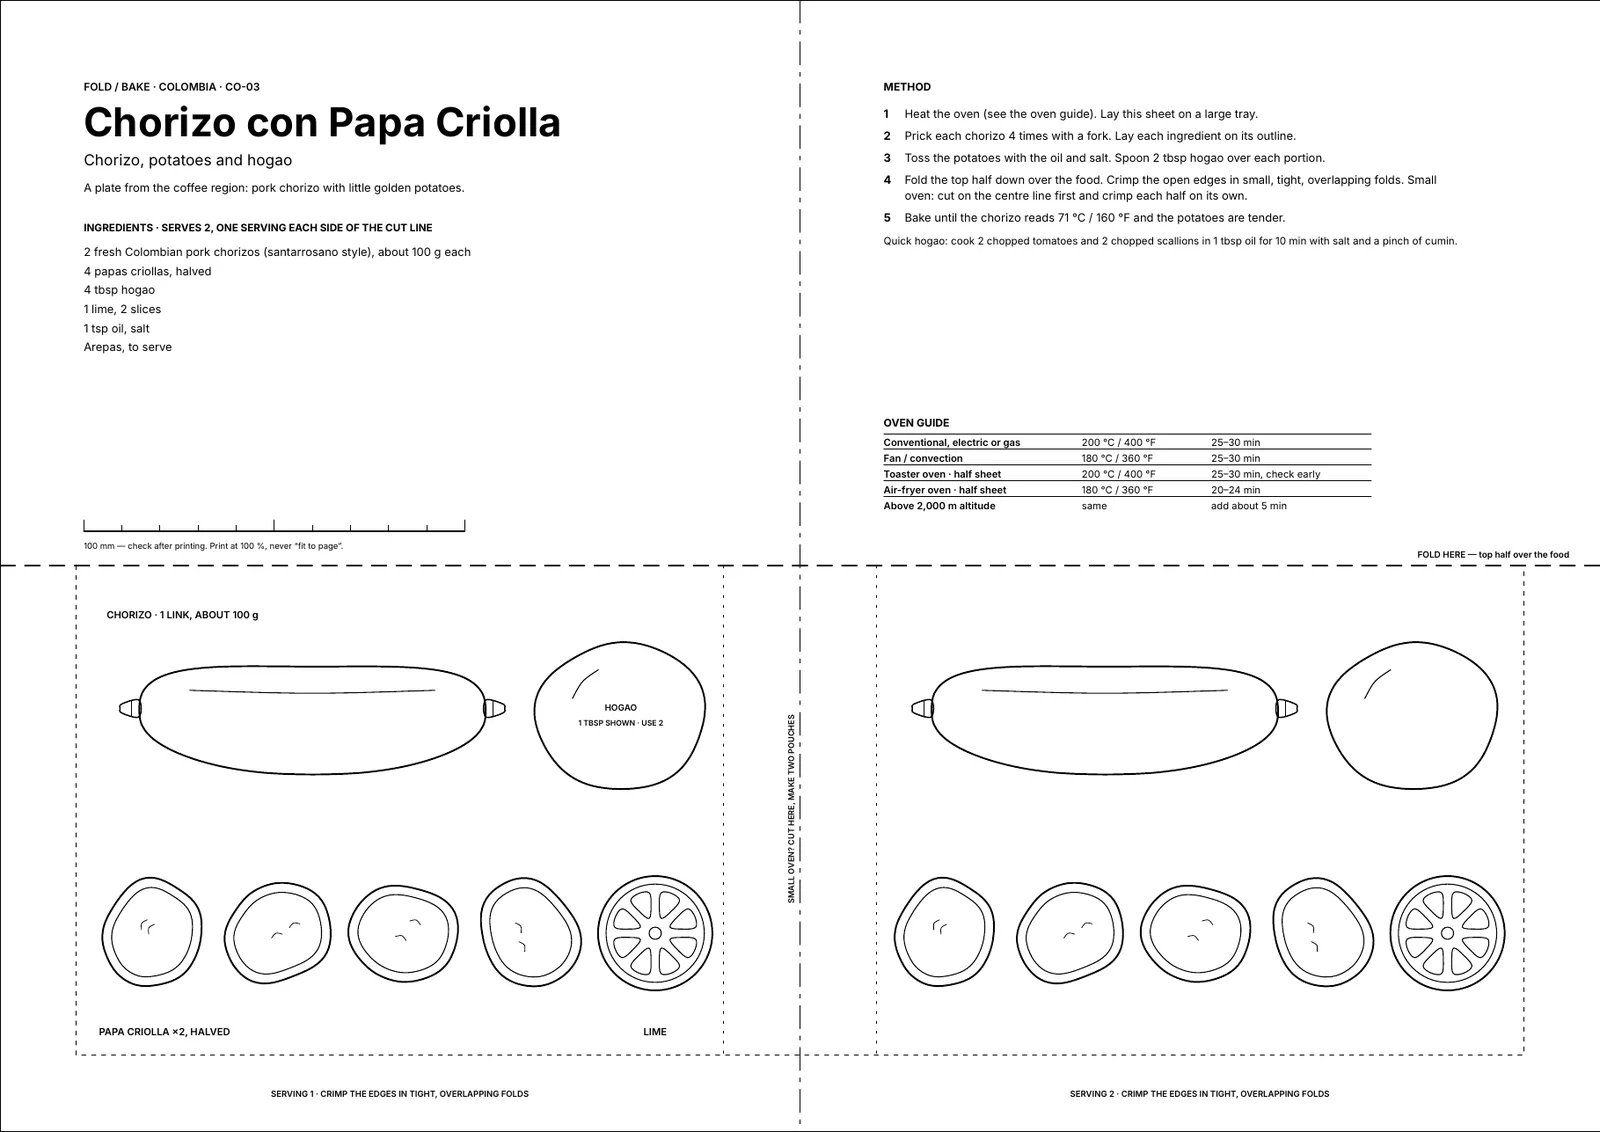 FOLD / BAKE · COLOMBIA · CO-03
Chorizo con Papa Criolla
Chorizo, potatoes and hogao
A plate from the coffee region: pork chorizo with little golden potatoes.
INGREDIENTS · SERVES 2, ONE SERVING EACH SIDE OF THE CUT LINE
2 fresh Colombian pork chorizos (santarrosano style), about 100 g each
4 papas criollas, halved
4 tbsp hogao
1 lime, 2 slices
1 tsp oil, salt
Arepas, to serve
100 mm — check after printing. Print at 100 %, never “fit to page”.
METHOD
1 Heat the oven (see the oven guide). Lay this sheet on a large tray.
2 Prick each chorizo 4 times with a fork. Lay each ingredient on its outline.
3 Toss the potatoes with the oil and salt. Spoon 2 tbsp hogao over each portion.
4 Fold the top half down over the food. Crimp the open edges in small, tight, overlapping folds. Small
oven: cut on the centre line first and crimp each half on its own.
5 Bake until the chorizo reads 71 °C / 160 °F and the potatoes are tender.
Quick hogao: cook 2 chopped tomatoes and 2 chopped scallions in 1 tbsp oil for 10 min with salt and a pinch of cumin.
OVEN GUIDE
Conventional, electric or gas 200 °C / 400 °F 25–30 min
Fan / convection 180 °C / 360 °F 25–30 min
Toaster oven · half sheet 200 °C / 400 °F 25–30 min, check early
Air-fryer oven · half sheet 180 °C / 360 °F 20–24 min
Above 2,000 m altitude same add about 5 min
FOLD HERE — top half over the food
CHORIZO · 1 LINK, ABOUT 100 g
HOGAO
1 TBSP SHOWN · USE 2
SMALL OVEN? CUT HERE, MAKE TWO POUCHES
PAPA CRIOLLA ×2, HALVED
LIME
SERVING 1 · CRIMP THE EDGES IN TIGHT, OVERLAPPING FOLDS
SERVING 2 · CRIMP THE EDGES IN TIGHT, OVERLAPPING FOLDS